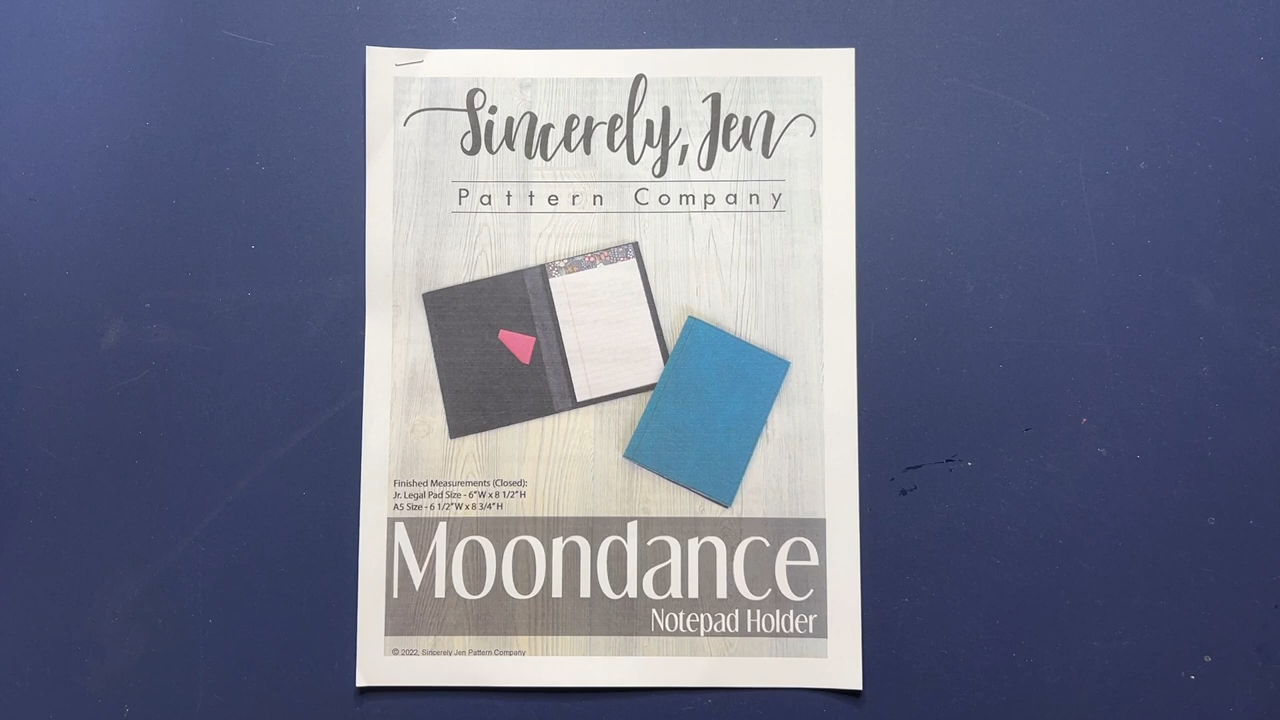 Sincerely, Jen
Pattern Company
Finished Measurements (Closed):
Jr. Legal Pad Size - 6" W x 8 1/2" H
A5 Size - 6 1/2" W x 8 3/4" H
Moondance
Notepad Holder
© 2022, Sincerely Jen Pattern Company